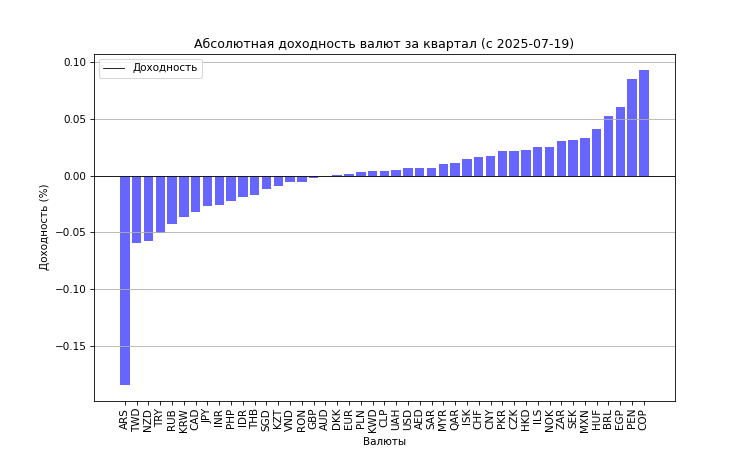 Абсолютная доходность валют за квартал (с 2025-07-19)
Доходность
0.10
0.05
0.00
−0.05
−0.10
−0.15
Доходность (%)
ARS TWD NZD TRY RUB KRW CAD JPY INR PHP IDR THB SGD KZT VND RON GBP AUD DKK EUR PLN KWD CLP UAH USD AED SAR MYR QAR ISK CHF CNY PKR CZK HKD ILS NOK ZAR SEK MXN HUF BRL EGP PEN COP
Валюты